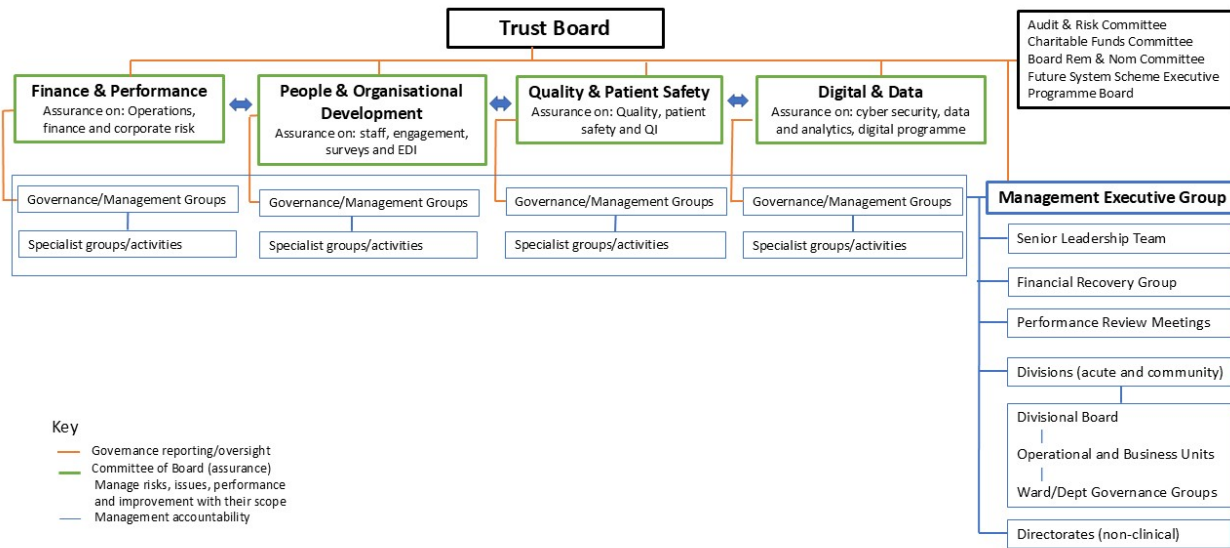 Trust Board
Audit & Risk Committee
Charitable Funds Committee
Board Rem & Nom Committee
Future System Scheme Executive
Programme Board
Finance & Performance
Assurance on: Operations,
finance and corporate risk
People & Organisational
Development
Assurance on: staff, engagement,
surveys and EDI
Quality & Patient Safety
Assurance on: Quality, patient
safety and QI
Digital & Data
Assurance on: cyber security, data
and analytics, digital programme
Governance/Management Groups
Governance/Management Groups
Governance/Management Groups
Governance/Management Groups
Specialist groups/activities
Specialist groups/activities
Specialist groups/activities
Specialist groups/activities
Management Executive Group
Senior Leadership Team
Financial Recovery Group
Performance Review Meetings
Divisions (acute and community)
Divisional Board
Operational and Business Units
Ward/Dept Governance Groups
Directorates (non-clinical)
Key
Governance reporting/oversight
Committee of Board (assurance)
Manage risks, issues, performance
and improvement with their scope
Management accountability